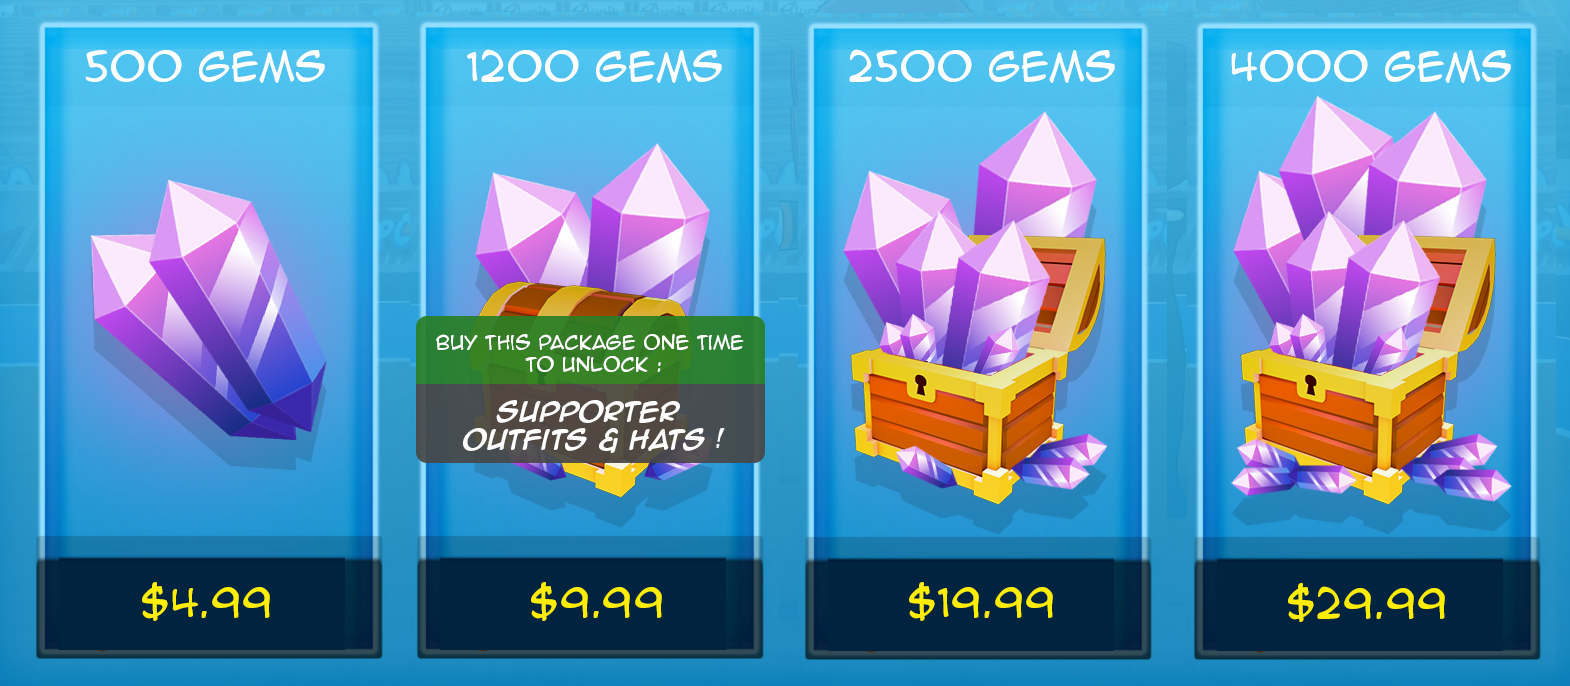 500 GEMS
1200 GEMS
2500 GEMS
4000 GEMS
BUY THIS PACKAGE ONE TIME
TO UNLOCK :
SUPPORTER
OUTFITS & HATS !
$4.99
$9.99
$19.99
$29.99